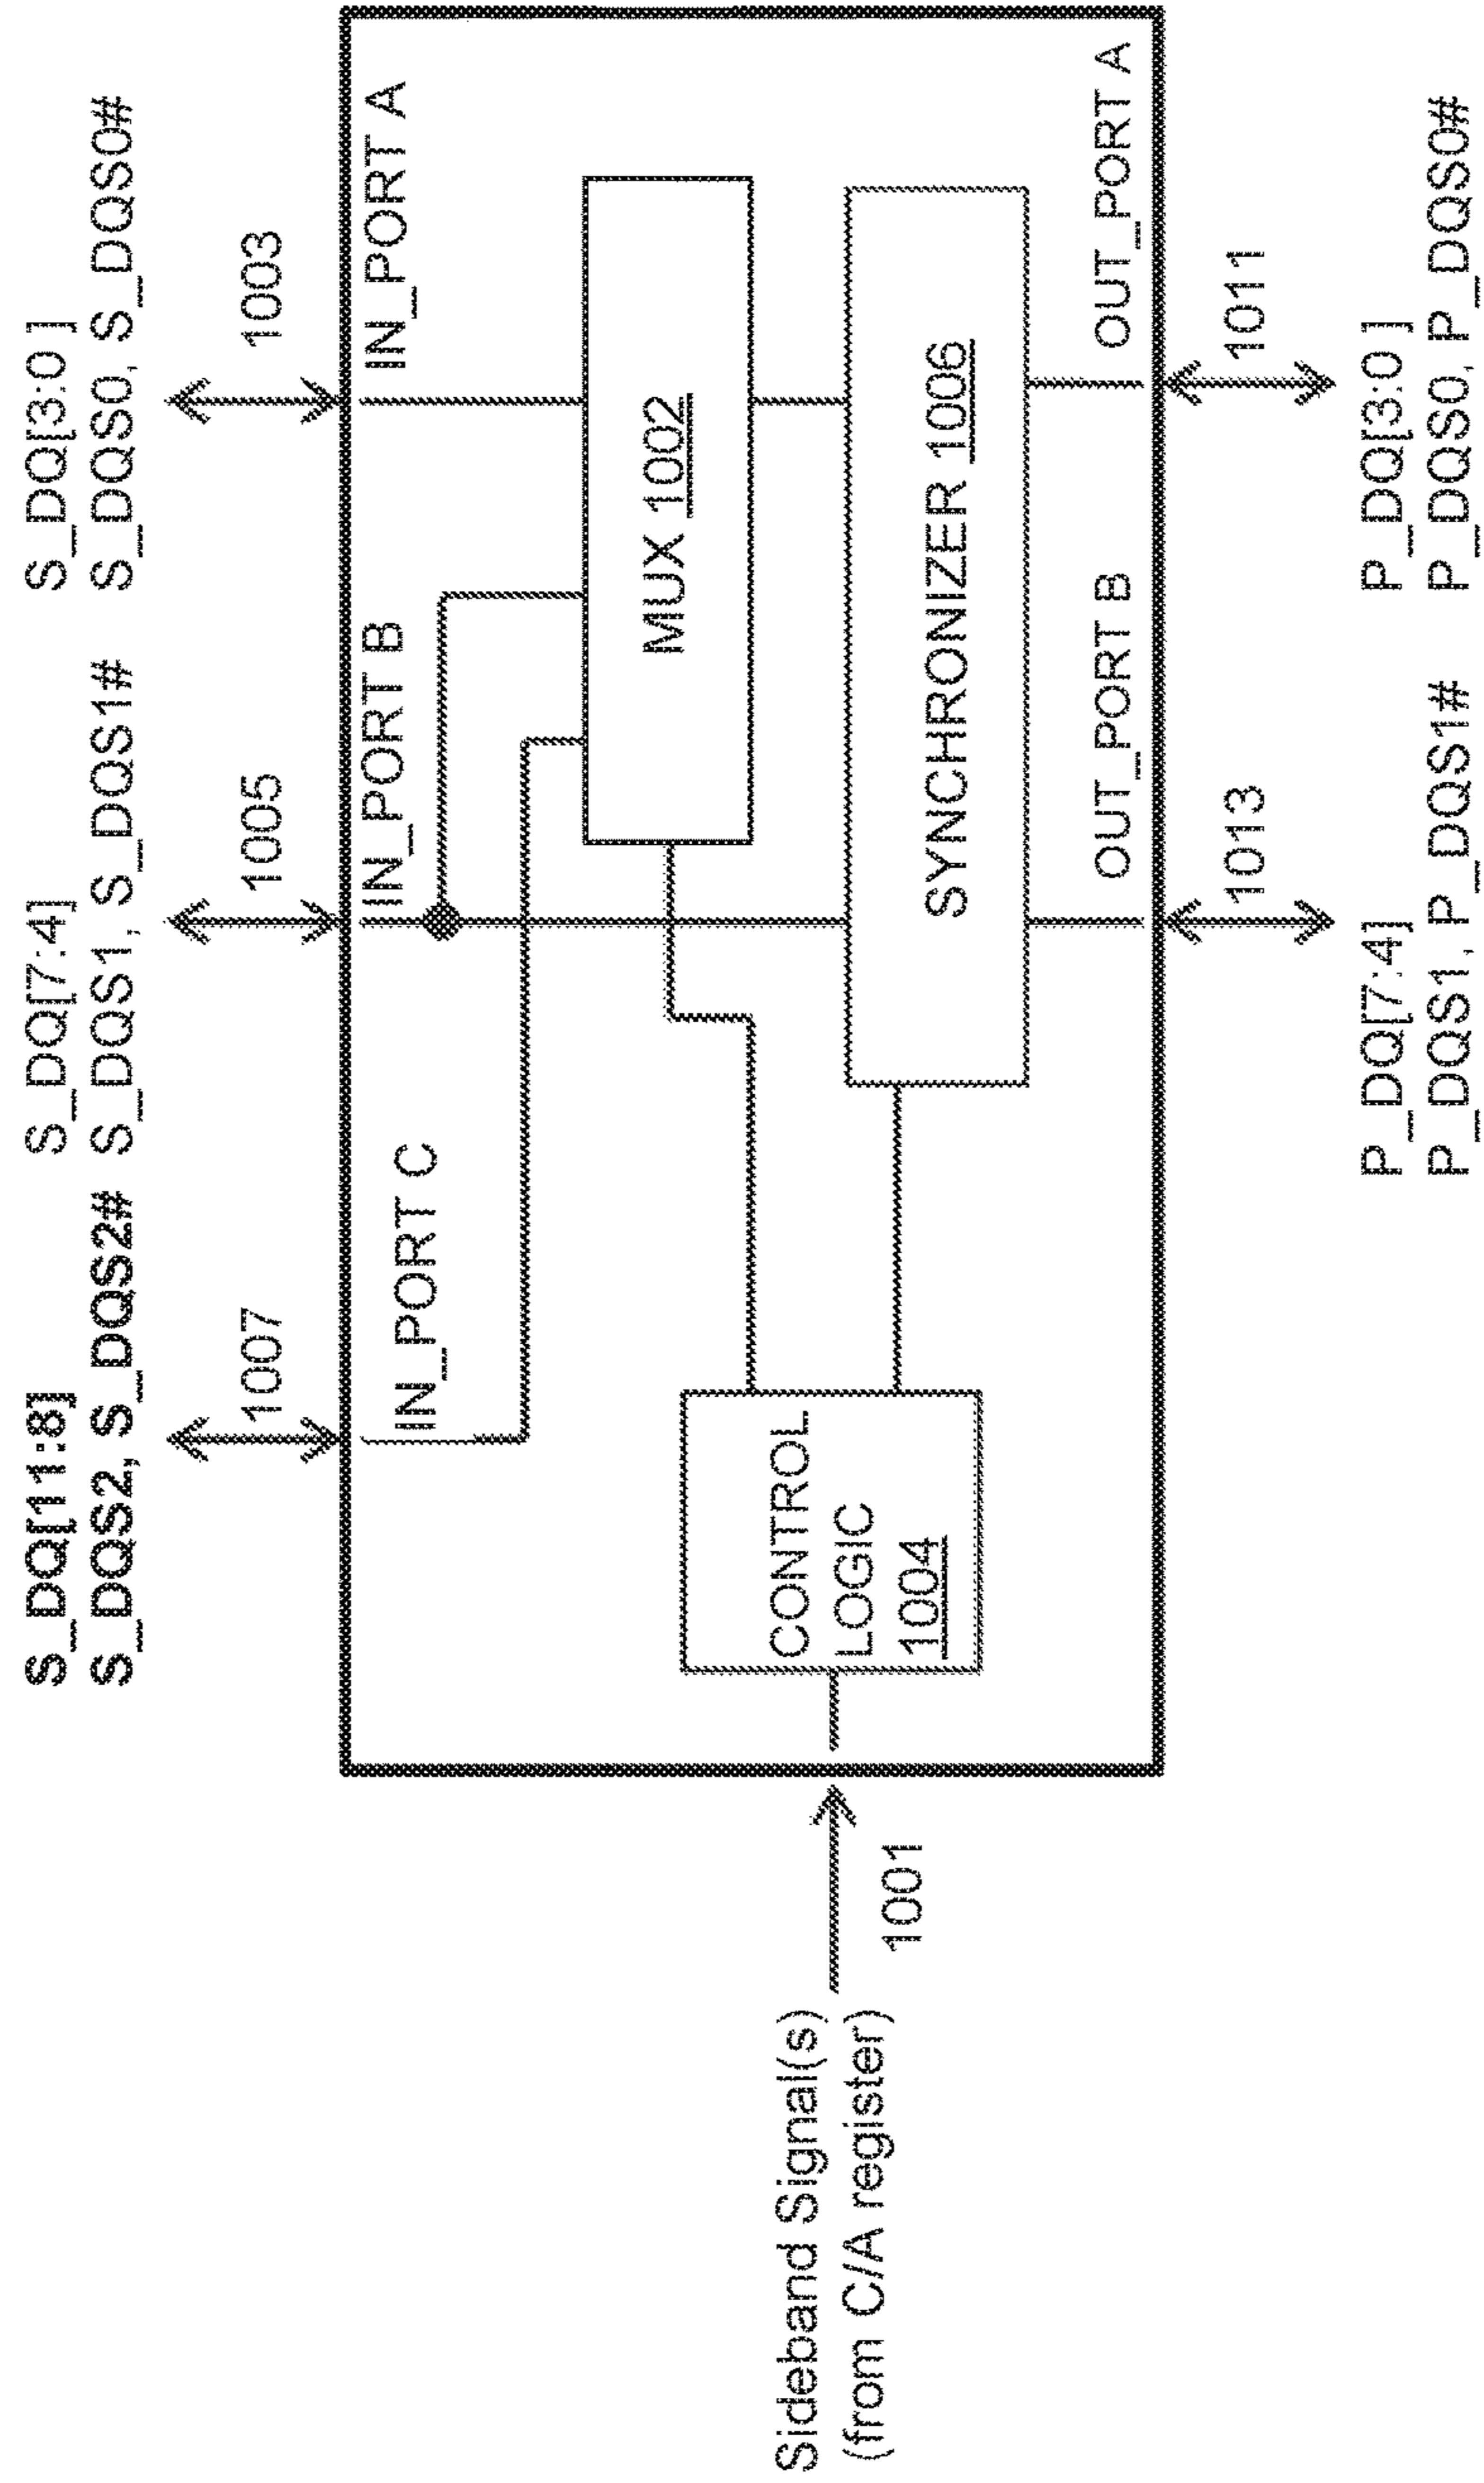 S_DQ[11:8]
S_DQS2, S_DQS2#
S_DQ[7:4]
S_DQS1, S_DQS1#
S_DQ[3:0 ]
S_DQS0, S_DQS0#
1007
1005
1003
IN_PORT C
IN_PORT B
IN_PORT A
MUX 1002
CONTROL
LOGIC
1004
SYNCHRONIZER 1006
Sideband Signal(s)
(from C/A register)
1001
OUT_PORT B
OUT_PORT A
1013
1011
P_DQ[7:4]
P_DQS1, P_DQS1#
P_DQ[3:0 ]
P_DQS0, P_DQS0#